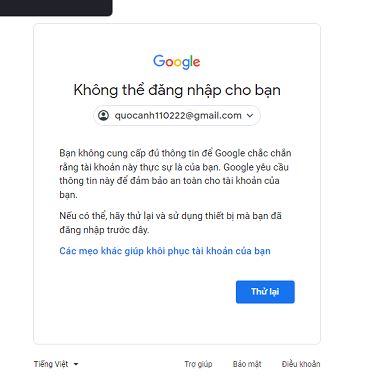 Google
Không thể đăng nhập cho bạn
quocanh110222@gmail.com
Bạn không cung cấp đủ thông tin để Google chắc chắn
rằng tài khoản này thực sự là của bạn. Google yêu cầu
thông tin này để đảm bảo an toàn cho tài khoản của
bạn.
Nếu có thể, hãy thử lại và sử dụng thiết bị mà bạn đã
đăng nhập trước đây.
Các mẹo khác giúp khôi phục tài khoản của bạn
Thử lại
Tiếng Việt Trợ giúp Bảo mật Điều khoản